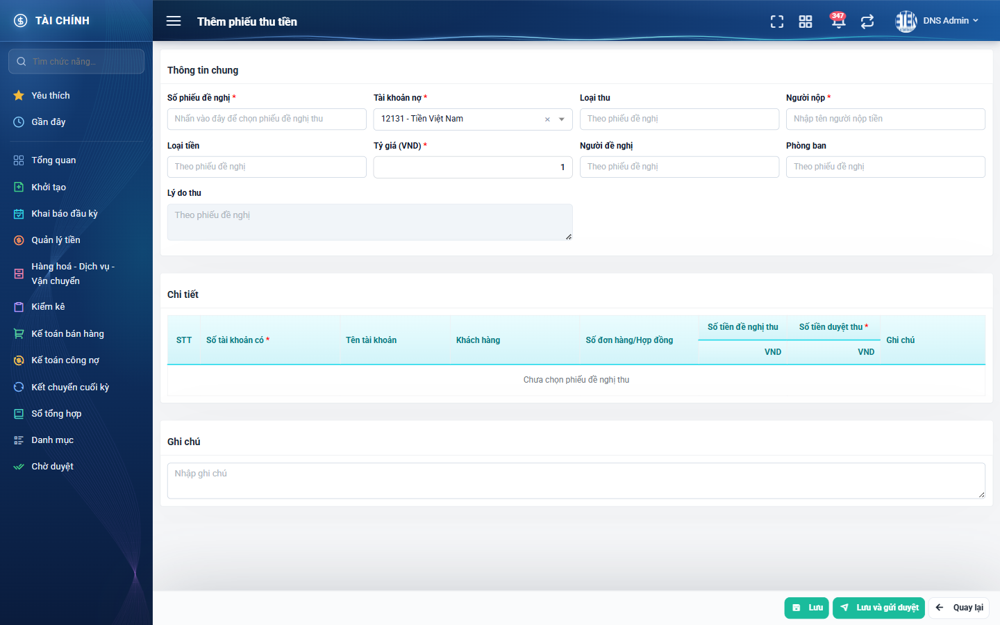 TÀI CHÍNH
Thêm phiếu thu tiền
347
DNS Admin
Tìm chức năng...
Yêu thích
Gần đây
Tổng quan
Khởi tạo
Khai báo đầu kỳ
Quản lý tiền
Hàng hoá - Dịch vụ -
Vận chuyển
Kiểm kê
Kế toán bán hàng
Kế toán công nợ
Kết chuyển cuối kỳ
Sổ tổng hợp
Danh mục
Chờ duyệt
Thông tin chung
Số phiếu đề nghị *
Tài khoản nợ *
Loại thu
Người nộp *
Nhấn vào đây để chọn phiếu đề nghị thu
12131 - Tiền Việt Nam
Theo phiếu đề nghị
Nhập tên người nộp tiền
Loại tiền
Tỷ giá (VND) *
Người đề nghị
Phòng ban
Theo phiếu đề nghị
1
Theo phiếu đề nghị
Theo phiếu đề nghị
Lý do thu
Theo phiếu đề nghị
Chi tiết
STT
Số tài khoản có *
Tên tài khoản
Khách hàng
Số đơn hàng/Hợp đồng
Số tiền đề nghị thu
Số tiền duyệt thu *
Ghi chú
VND
VND
Chưa chọn phiếu đề nghị thu
Ghi chú
Nhập ghi chú
Lưu
Lưu và gửi duyệt
Quay lại